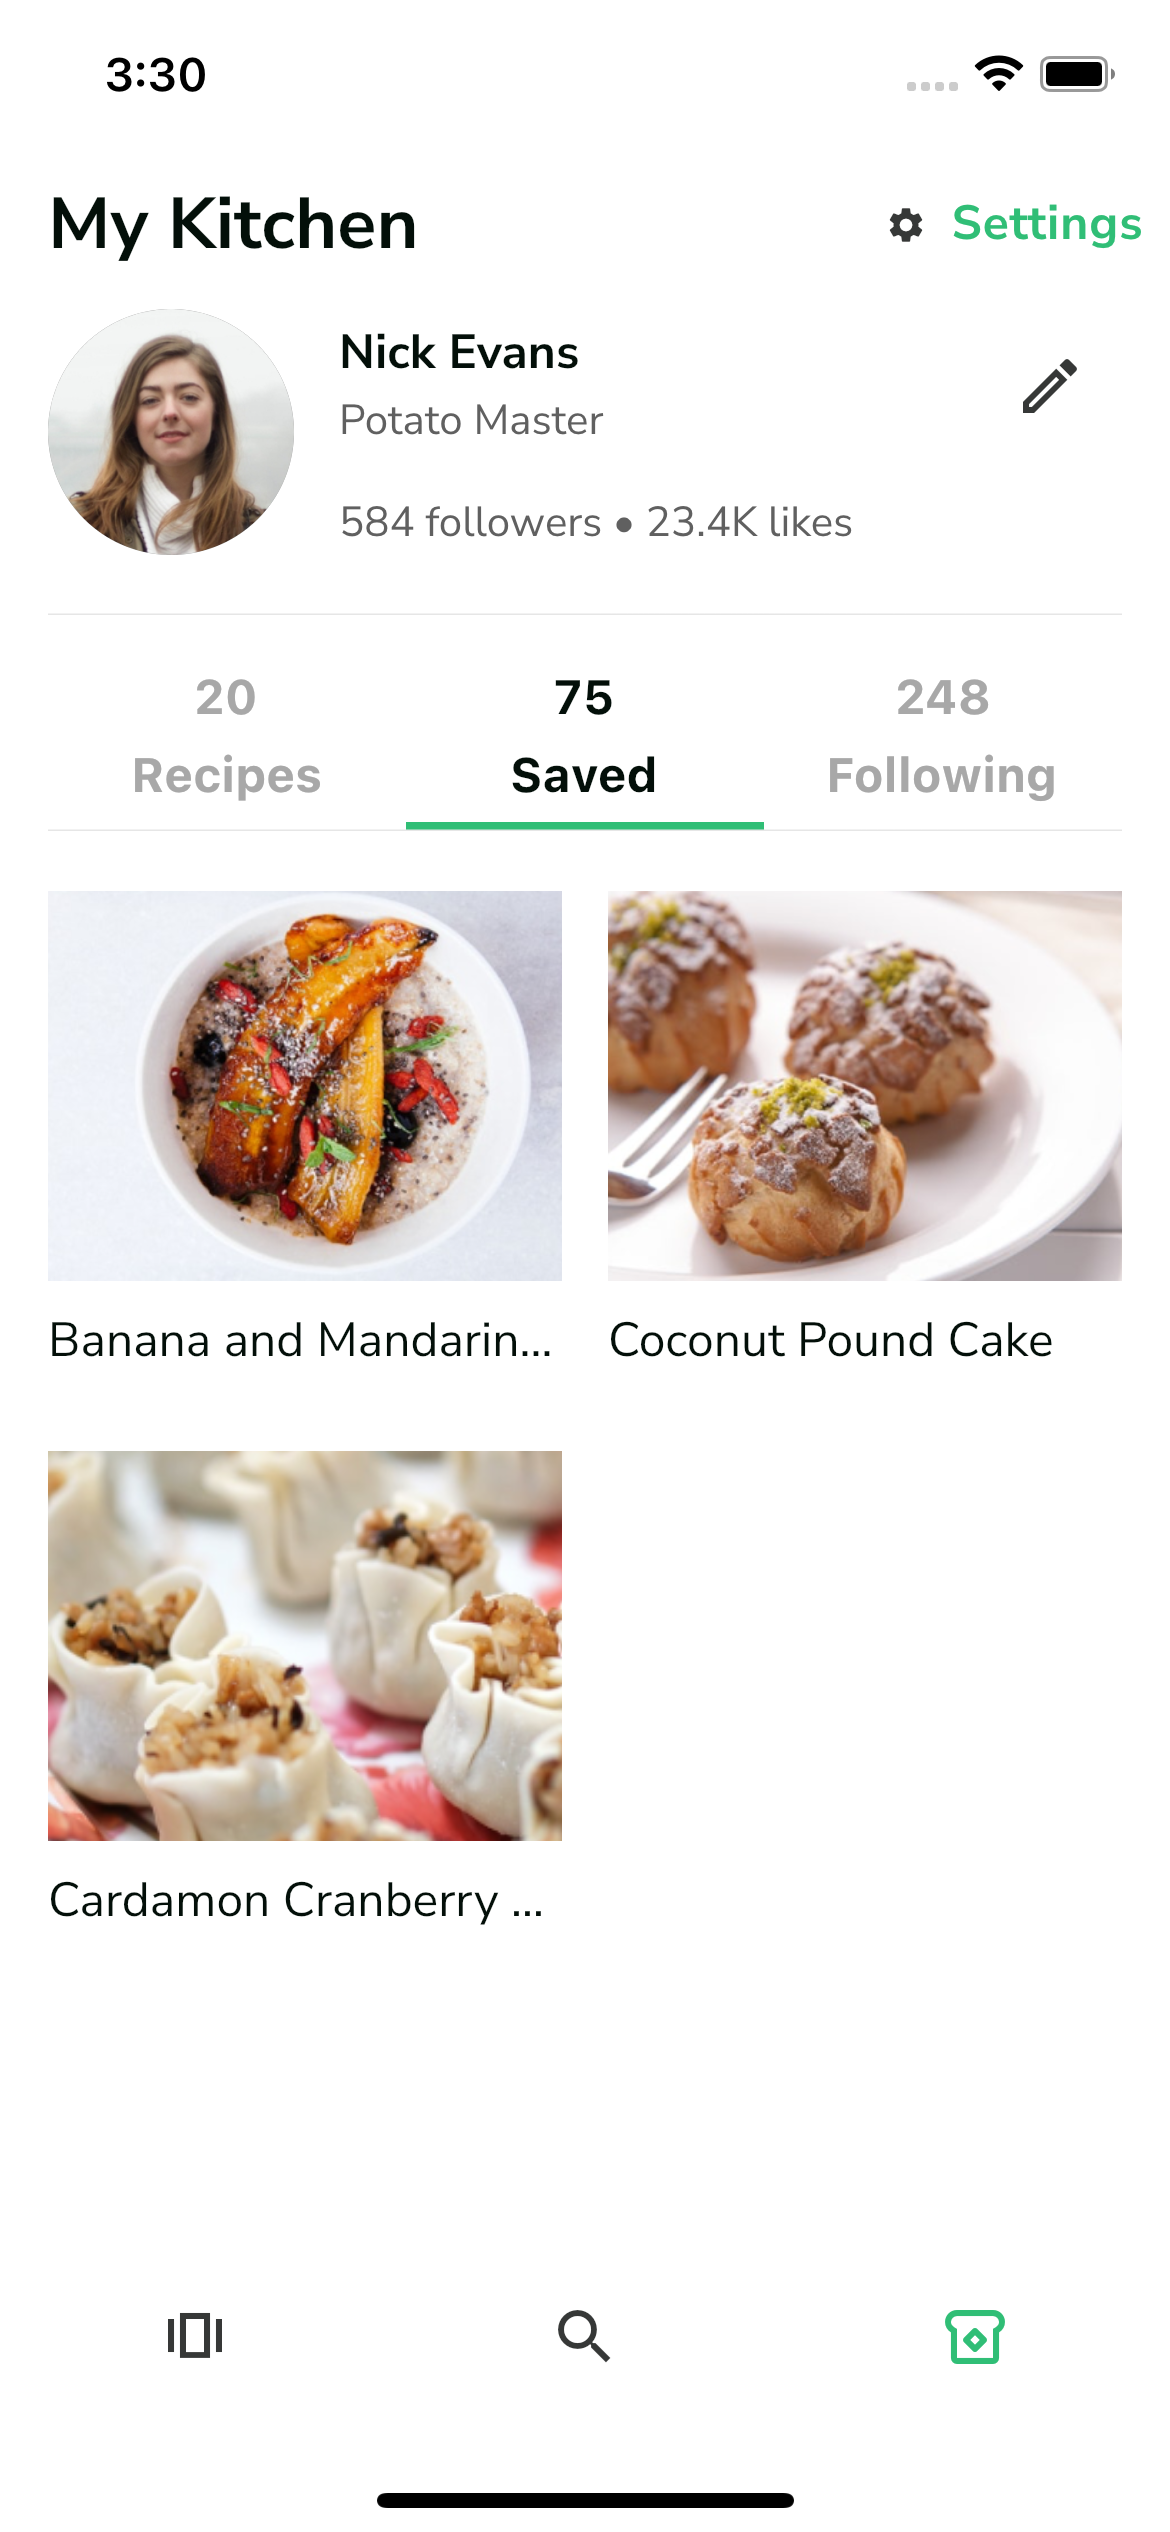 3:30
My Kitchen
Settings
Nick Evans
Potato Master
584 followers • 23.4K likes
20
Recipes
75
Saved
248
Following
Banana and Mandarin...
Coconut Pound Cake
Cardamon Cranberry ...